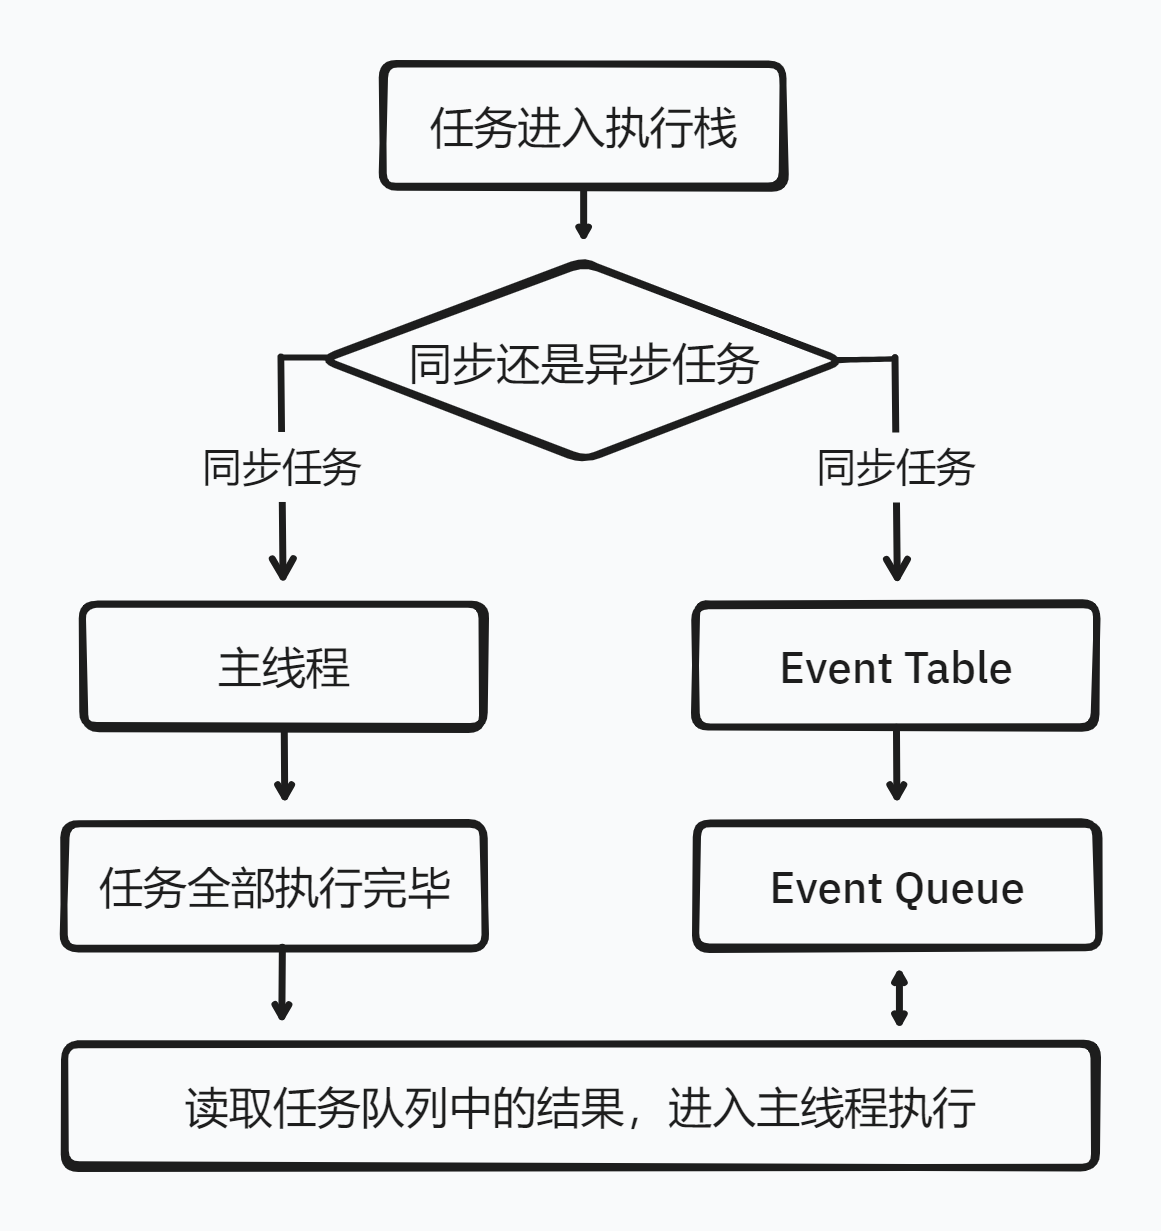 任务进入执行栈
同步还是异步任务
同步任务
同步任务
主线程
Event Table
任务全部执行完毕
Event Queue
读取任务队列中的结果，进入主线程执行